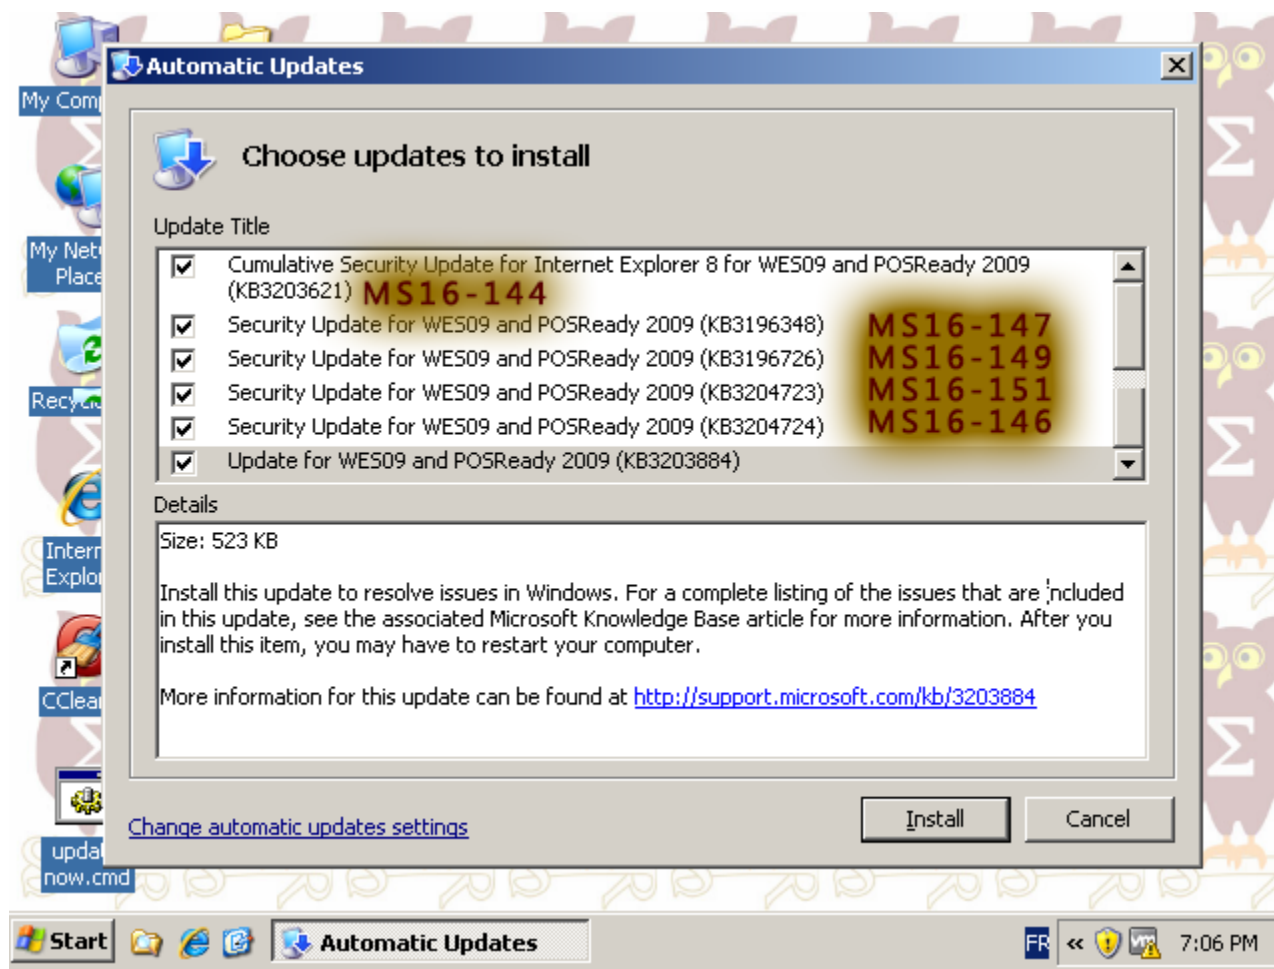 My Comp
Automatic Updates
Choose updates to install
Update Title
Cumulative Security Update for Internet Explorer 8 for WES09 and POSReady 2009
(KB3203621) MS16-144
Security Update for WES09 and POSReady 2009 (KB3196348) MS16-147
Security Update for WES09 and POSReady 2009 (KB3196726) MS16-149
Security Update for WES09 and POSReady 2009 (KB3204723) MS16-151
Security Update for WES09 and POSReady 2009 (KB3204724) MS16-146
Update for WES09 and POSReady 2009 (KB3203884)
Details
Size: 523 KB
Install this update to resolve issues in Windows. For a complete listing of the issues that are included
in this update, see the associated Microsoft Knowledge Base article for more information. After you
install this item, you may have to restart your computer.
More information for this update can be found at http://support.microsoft.com/kb/3203884
Change automatic updates settings
Install
Cancel
My Net
Place
Recyc
Intern
Explo
CClea
upda
now.cmd
Σ
Σ
Σ
Start
Automatic Updates
FR
«
7:06 PM